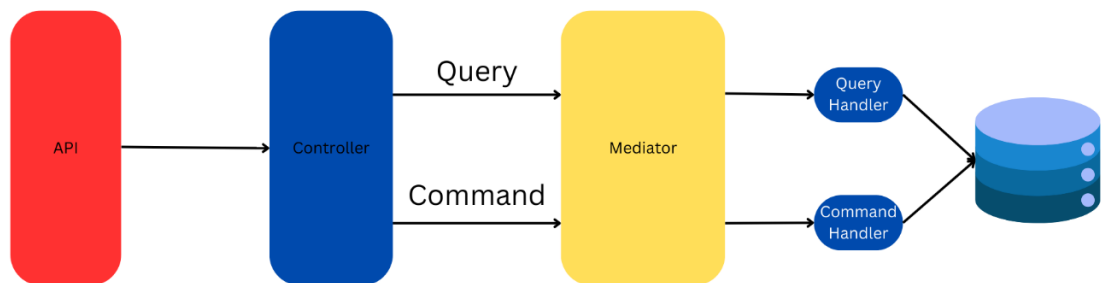 API
Controller
Query
Command
Mediator
Query
Handler
Command
Handler